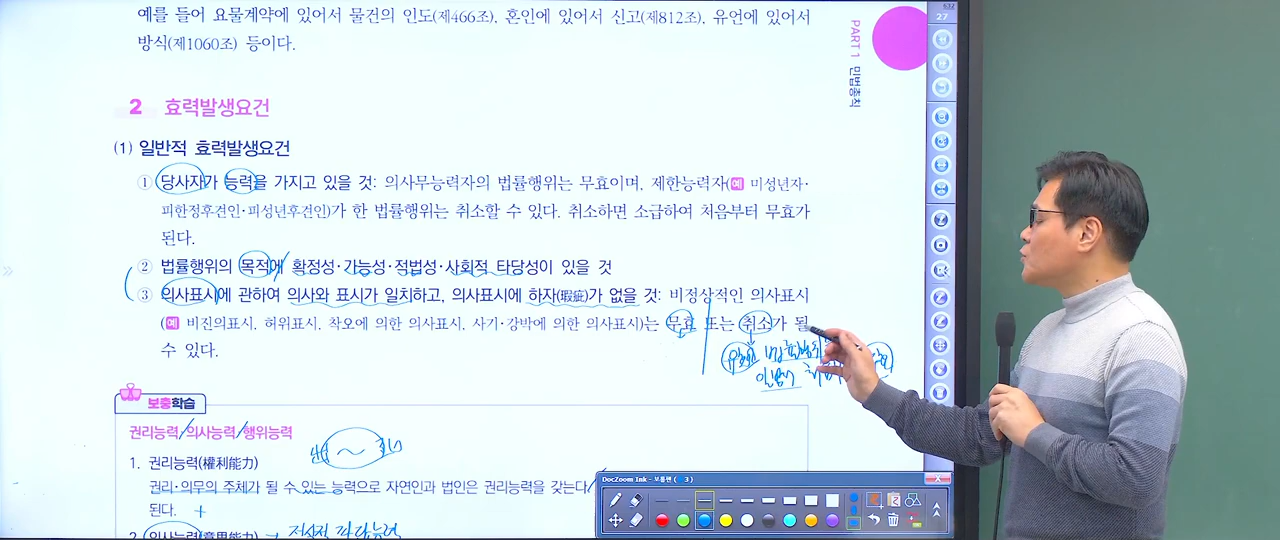 예를 들어 요물계약에 있어서 물건의 인도(제466조), 혼인에 있어서 신고(제812조), 유언에 있어서
방식(제1060조) 등이다.
PART 1 민법총칙
27
2 효력발생요건
(1) 일반적 효력발생요건
① 당사자가 능력을 가지고 있을 것: 의사무능력자의 법률행위는 무효이며, 제한능력자(예 미성년자·
피한정후견인·피성년후견인)가 한 법률행위는 취소할 수 있다. 취소하면 소급하여 처음부터 무효가
된다.
② 법률행위의 목적에 확정성·가능성·적법성·사회적 타당성이 있을 것
③ 의사표시에 관하여 의사와 표시가 일치하고, 의사표시에 하자(瑕疵)가 없을 것: 비정상적인 의사표시
(예 비진의표시, 허위표시, 착오에 의한 의사표시, 사기·강박에 의한 의사표시)는 무효 또는 취소가 될
수 있다.
보충학습
권리능력/의사능력/행위능력
1. 권리능력(權利能力)
권리·의무의 주체가 될 수 있는 능력으로 자연인과 법인은 권리능력을 갖는다
된다.
2. 의사능력(意思能力)
DocZoom Ink - 보통펜 ( 3 )